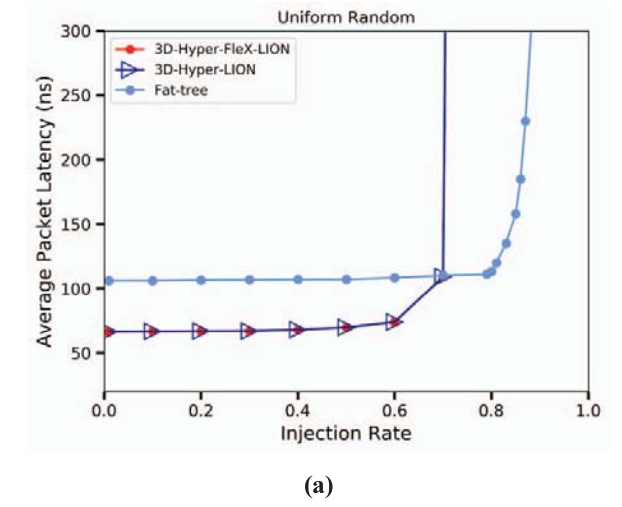 Uniform Random
300
250
200
150
100
50
Average Packet Latency (ns)
3D-Hyper-FleX-LION
3D-Hyper-LION
Fat-tree
0.0 0.2 0.4 0.6 0.8 1.0
Injection Rate
(a)